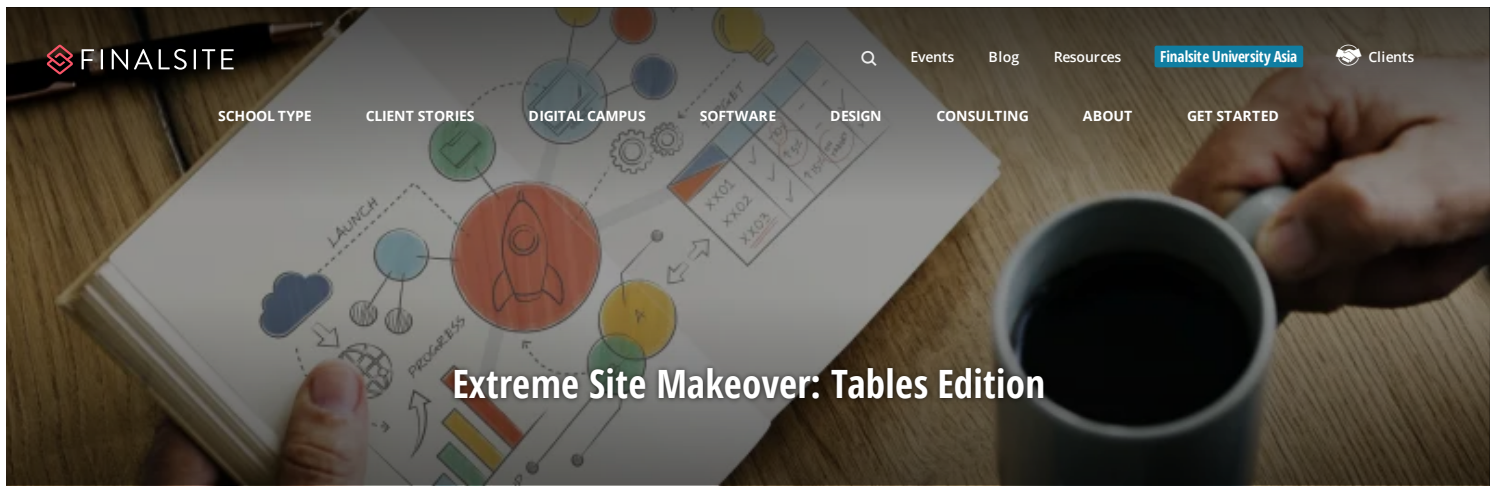 FINALSITE
Events Blog Resources Finalsite University Asia Clients
SCHOOL TYPE CLIENT STORIES DIGITAL CAMPUS SOFTWARE DESIGN CONSULTING ABOUT GET STARTED
TARGET
LAUNCH
XX01
XX02
XX03
A
PROGRESS
Extreme Site Makeover: Tables Edition